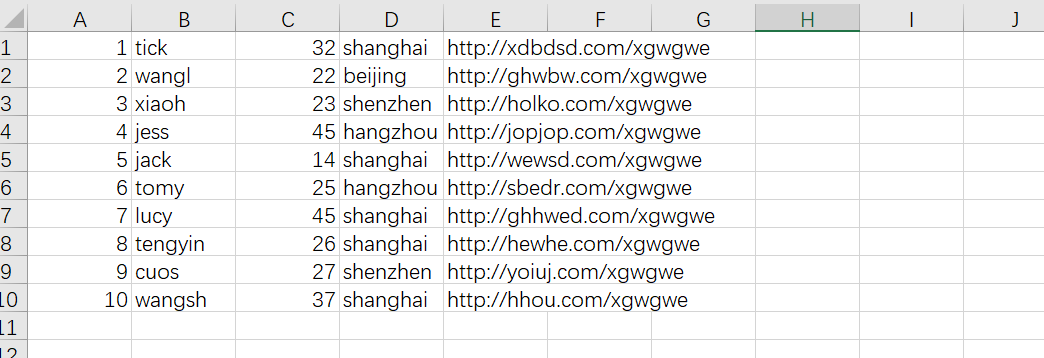 A B C D E F G H I J
1 1 tick 32 shanghai http://xdbdsd.com/xgwgwe
2 2 wangl 22 beijing http://ghwbw.com/xgwgwe
3 3 xiaoh 23 shenzhen http://holko.com/xgwgwe
4 4 jess 45 hangzhou http://jopjop.com/xgwgwe
5 5 jack 14 shanghai http://wewsd.com/xgwgwe
6 6 tomy 25 hangzhou http://sbedr.com/xgwgwe
7 7 lucy 45 shanghai http://ghhwed.com/xgwgwe
8 8 tengyin 26 shanghai http://hewhe.com/xgwgwe
9 9 cuos 27 shenzhen http://yoiuj.com/xgwgwe
10 10 wangsh 37 shanghai http://hhou.com/xgwgwe
11
12